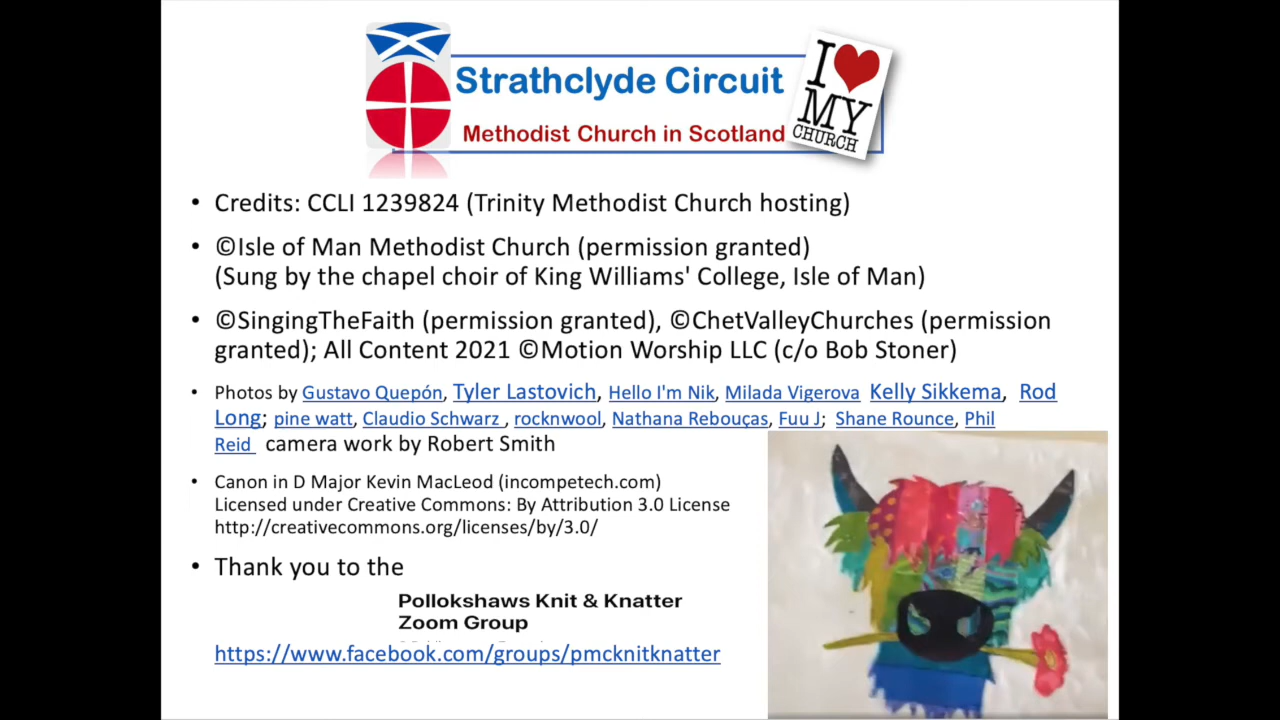 Strathclyde Circuit
Methodist Church in Scotland
I
MY
CHURCH
• Credits: CCLI 1239824 (Trinity Methodist Church hosting)
• ©Isle of Man Methodist Church (permission granted)
(Sung by the chapel choir of King Williams' College, Isle of Man)
• ©SingingTheFaith (permission granted), ©ChetValleyChurches (permission
granted); All Content 2021 ©Motion Worship LLC (c/o Bob Stoner)
• Photos by Gustavo Quepón, Tyler Lastovich, Hello I'm Nik, Milada Vigerova Kelly Sikkema, Rod
Long; pine watt, Claudio Schwarz , rocknwool, Nathana Rebouças, Fuu J; Shane Rounce, Phil
Reid camera work by Robert Smith
• Canon in D Major Kevin MacLeod (incompetech.com)
Licensed under Creative Commons: By Attribution 3.0 License
http://creativecommons.org/licenses/by/3.0/
• Thank you to the
Pollokshaws Knit & Knatter
Zoom Group
https://www.facebook.com/groups/pmcknitknatter